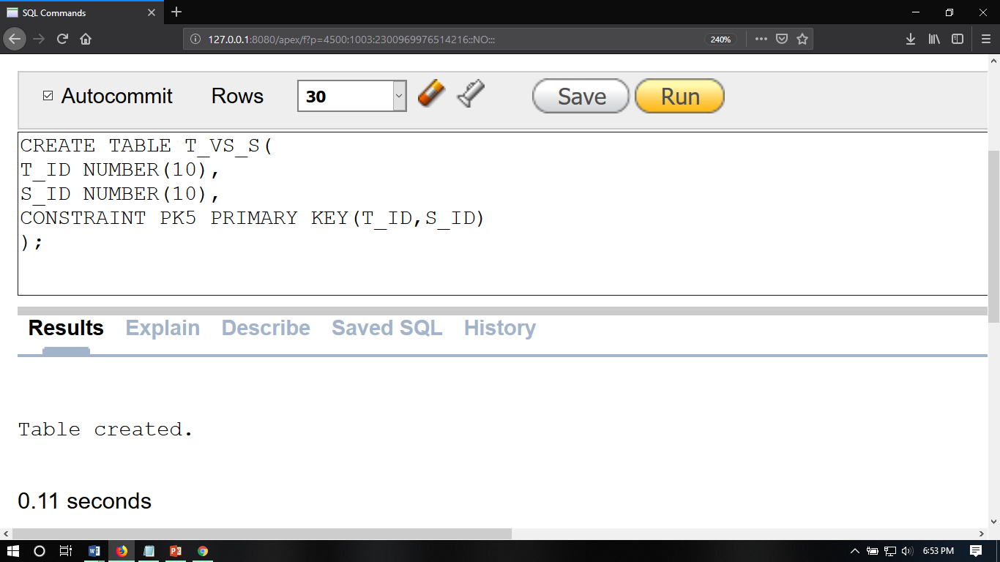 SQL Commands
127.0.0.1:8080/apex/f?p=4500:1003:2300969976514216::NO:::
240%
Autocommit Rows 30 Save Run
CREATE TABLE T_VS_S(
T_ID NUMBER(10),
S_ID NUMBER(10),
CONSTRAINT PK5 PRIMARY KEY(T_ID,S_ID)
);
Results Explain Describe Saved SQL History
Table created.
0.11 seconds
6:53 PM